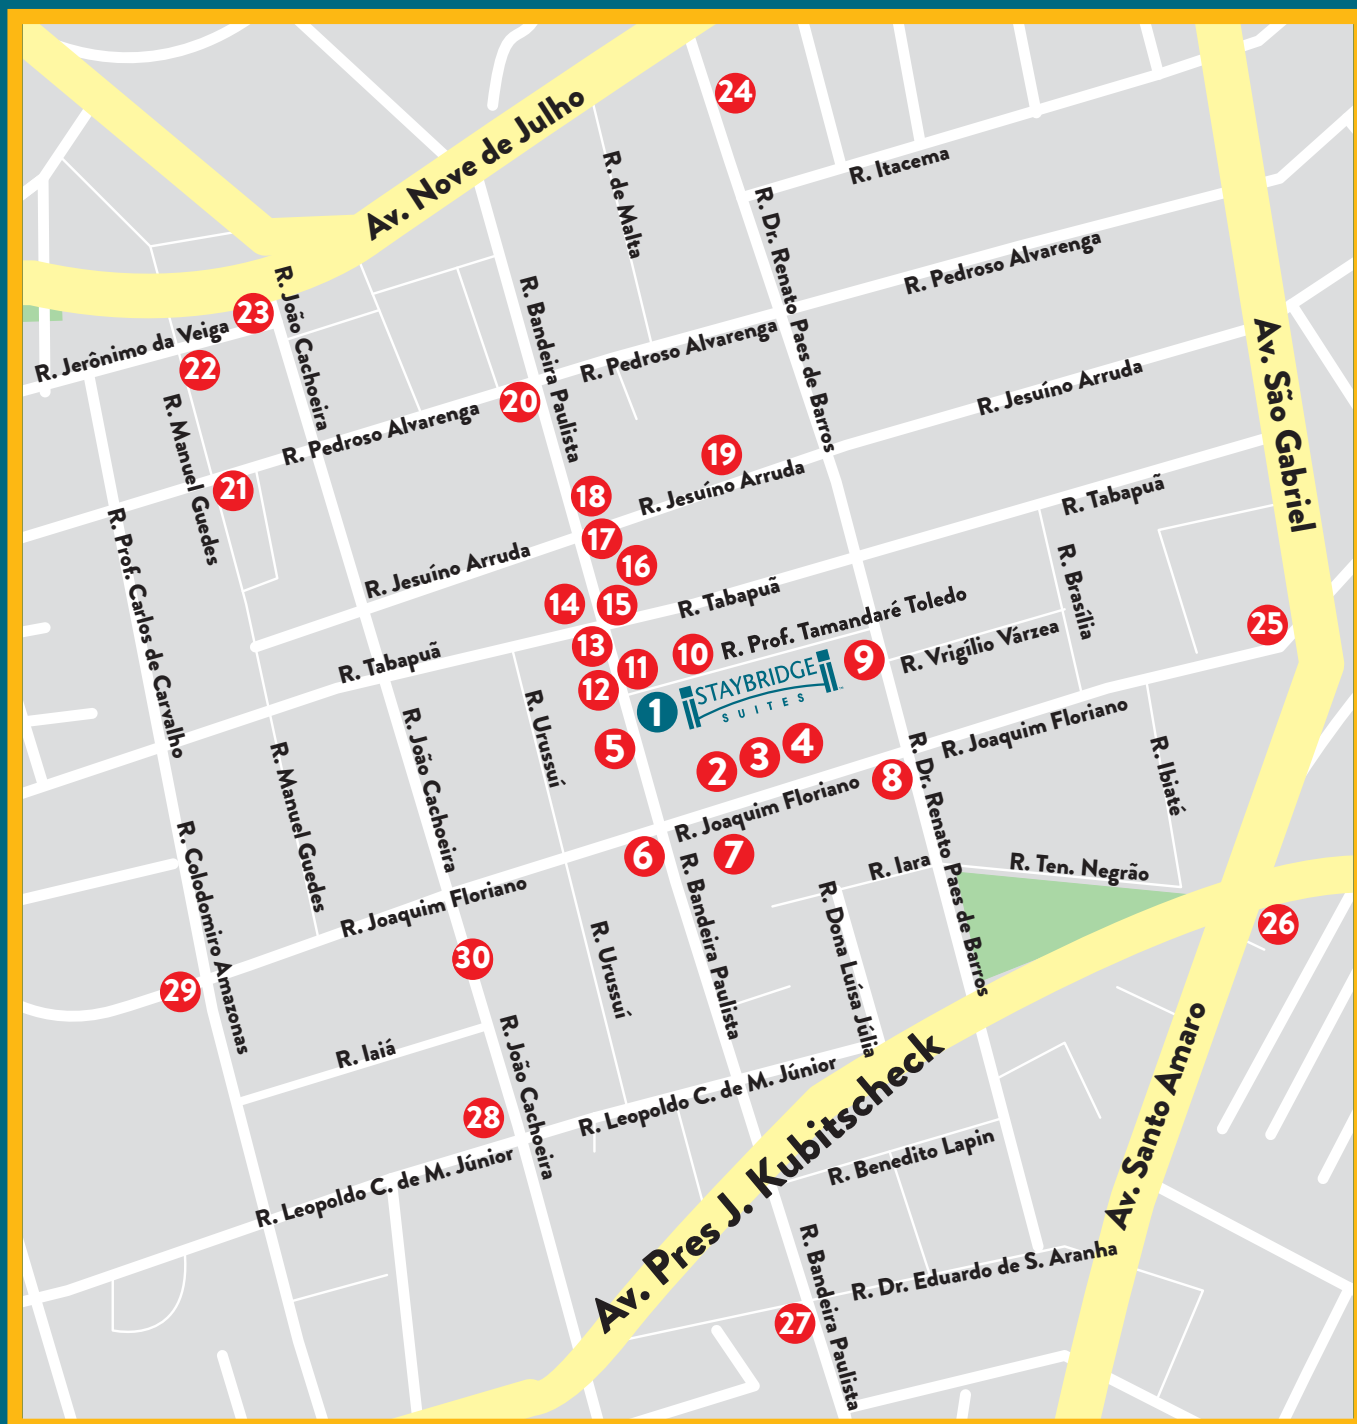 24
Av. Nove de Julho
R. de Malta
R. Itacema
R. Dr. Renato Paes de Barros
R. Pedroso Alvarenga
R. João Cachoeira
R. Bandeira Paulista
23
R. Jerônimo da Veiga
22
R. Pedroso Alvarenga
Av. São Gabriel
R. Manuel Guedes
20
R. Pedroso Alvarenga
R. Jesuíno Arruda
21
19
R. Jesuíno Arruda
18
R. Tabapuã
R. Prof. Carlos de Carvalho
17
R. Jesuíno Arruda
16
R. Brasília
14
15
R. Tabapuã
R. Prof. Tamandaré Toledo
25
13
10
R. Vrigílio Várzea
9
R. Tabapuã
11
12
1
STAYBRIDGE
SUITES
R. Urussuí
R. João Cachoeira
5
2
3
4
R. Joaquim Floriano
R. Dr. Renato Paes de Barros
R. Ibiaté
R. Manuel Guedes
8
R. Joaquim Floriano
6
7
R. Colodomiro Amazonas
R. Bandeira Paulista
R. Iara
R. Ten. Negrão
R. Joaquim Floriano
R. Dona Luísa Júlia
26
R. Urussuí
30
29
R. Iaiá
R. João Cachoeira
Av. Santo Amaro
28
R. Leopoldo C. de M. Júnior
Av. Pres J. Kubitscheck
R. Leopoldo C. de M. Júnior
R. Benedito Lapin
R. Bandeira Paulista
R. Dr. Eduardo de S. Aranha
27